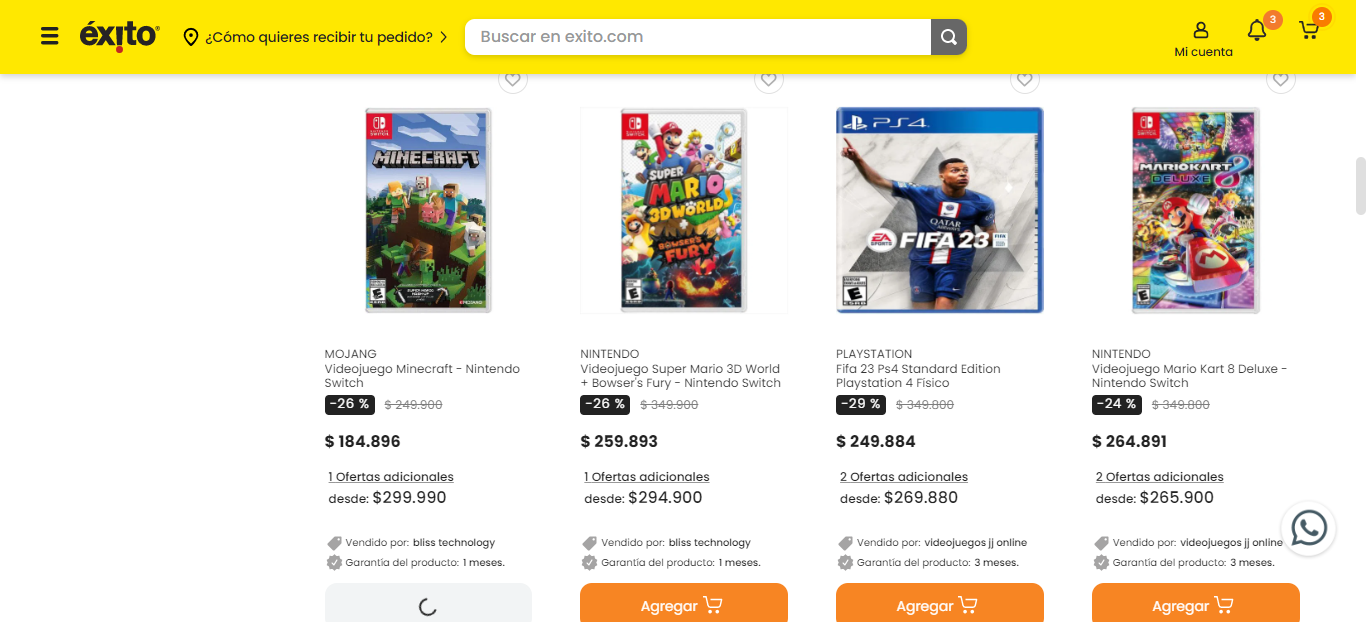 éxito
¿Cómo quieres recibir tu pedido?
Buscar en exito.com
3
3
Mi cuenta
MINECRAFT
SUPER MARIO 3D WORLD
BOWSER'S FURY
PS4
QATAR AIRWAYS
EA SPORTS FIFA 23
MARIOKART 8
DELUXE
MOJANG
Videojuego Minecraft - Nintendo
Switch
-26 % $ 249.900
$ 184.896
1 Ofertas adicionales
desde: $299.990
Vendido por: bliss technology
Garantía del producto: 1 meses.
NINTENDO
Videojuego Super Mario 3D World
+ Bowser's Fury - Nintendo Switch
-26 % $ 349.900
$ 259.893
1 Ofertas adicionales
desde: $294.900
Vendido por: bliss technology
Garantía del producto: 1 meses.
Agregar
PLAYSTATION
Fifa 23 Ps4 Standard Edition
Playstation 4 Físico
-29 % $ 349.800
$ 249.884
2 Ofertas adicionales
desde: $269.880
Vendido por: videojuegos jj online
Garantía del producto: 3 meses.
Agregar
NINTENDO
Videojuego Mario Kart 8 Deluxe -
Nintendo Switch
-24 % $ 349.800
$ 264.891
2 Ofertas adicionales
desde: $265.900
Vendido por: videojuegos jj online
Garantía del producto: 3 meses.
Agregar